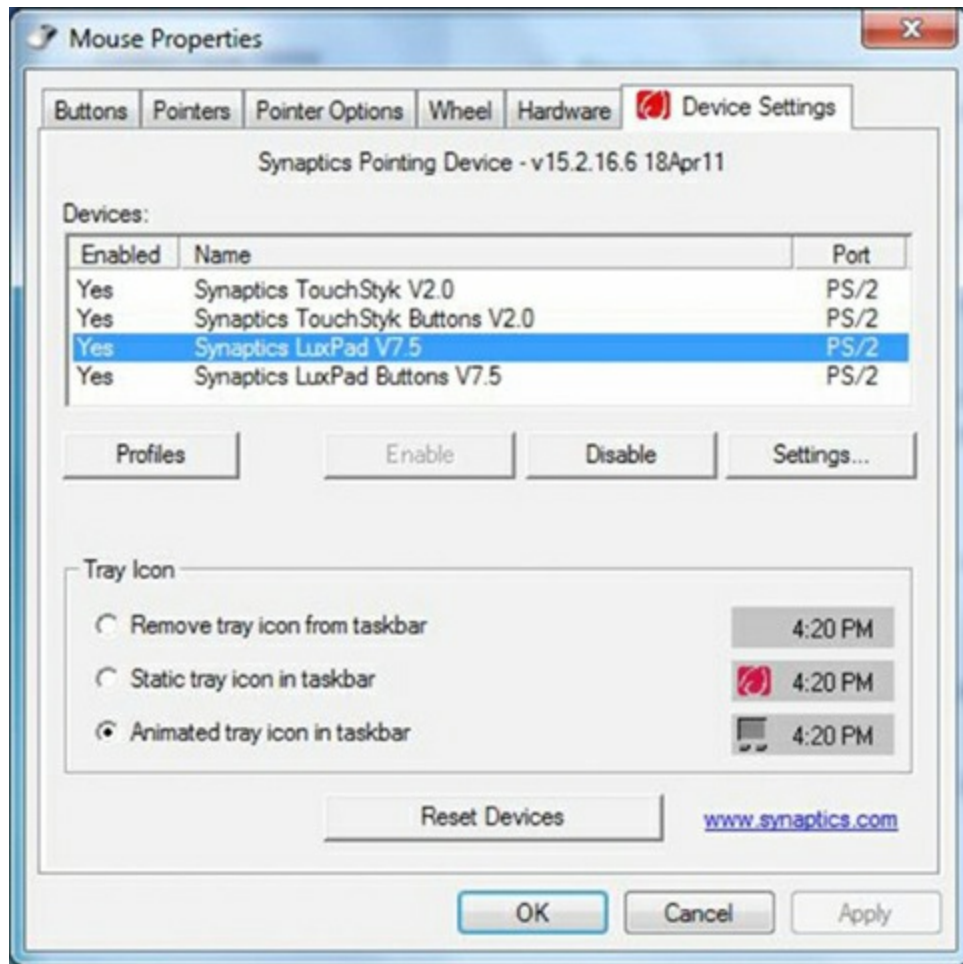 Mouse Properties
Buttons Pointers Pointer Options Wheel Hardware Device Settings
Synaptics Pointing Device - v15.2.16.6 18Apr11
Devices:
Enabled Name Port
Yes Synaptics TouchStyk V2.0 PS/2
Yes Synaptics TouchStyk Buttons V2.0 PS/2
Yes Synaptics LuxPad V7.5 PS/2
Yes Synaptics LuxPad Buttons V7.5 PS/2
Profiles Enable Disable Settings...
Tray Icon
Remove tray icon from taskbar 4:20 PM
Static tray icon in taskbar 4:20 PM
Animated tray icon in taskbar 4:20 PM
Reset Devices www.synaptics.com
OK Cancel Apply